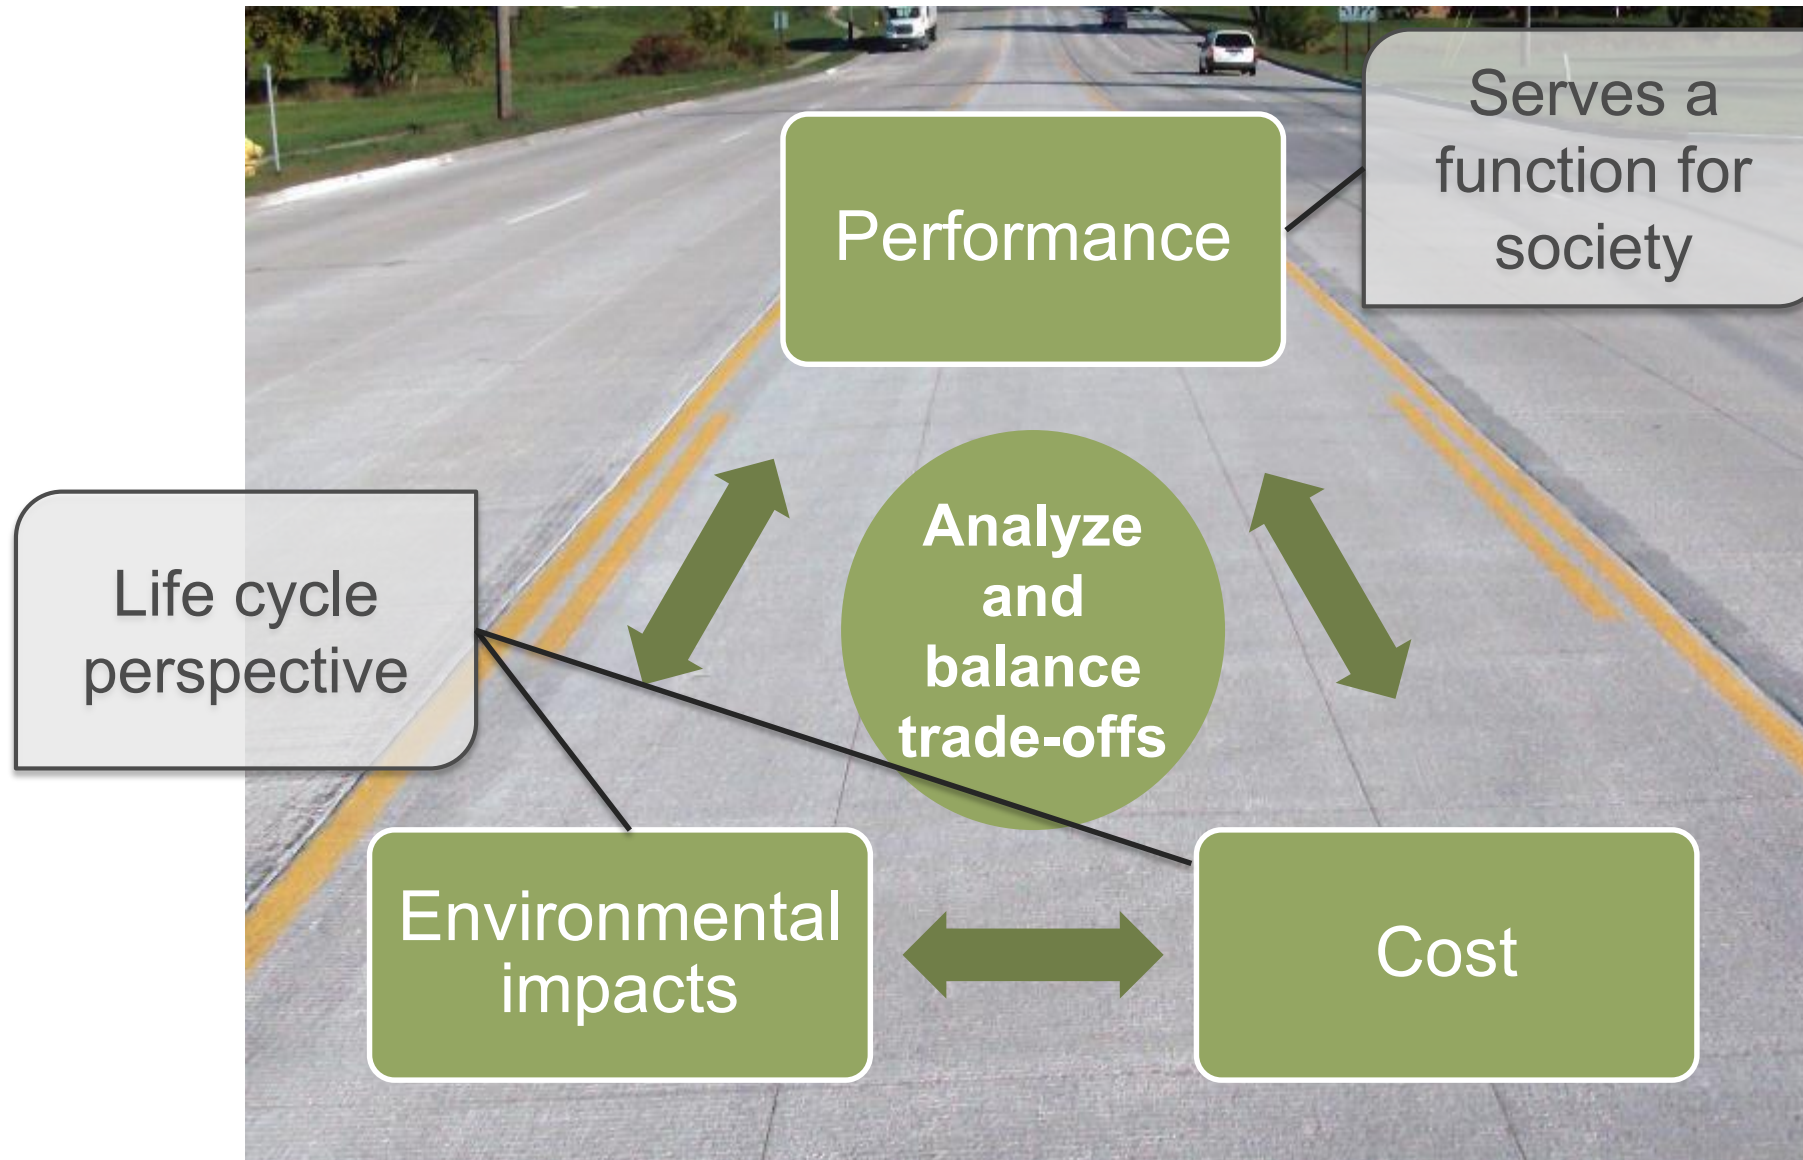 Serves a
function for
society
Performance
Analyze
and
balance
trade-offs
Life cycle
perspective
Environmental
impacts
Cost